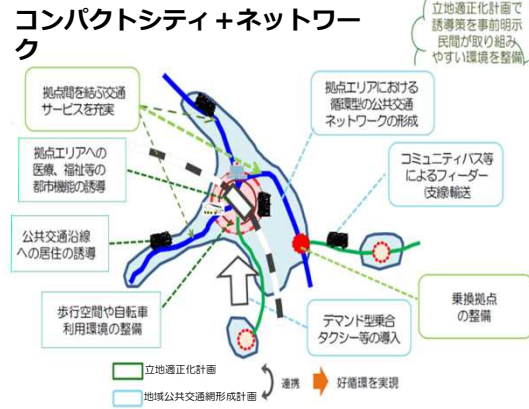 コンパクトシティ＋ネットワー
ク
立地適正化計画で
誘導策を事前明示
民間が取り組み
やすい環境を整備
拠点間を結ぶ交通
サービスを充実
拠点エリアにおける
循環型の公共交通
ネットワークの形成
拠点エリアへの
医療、福祉等の
都市機能の誘導
コミュニティバス等
によるフィーダー
(支線)輸送
公共交通沿線
への居住の誘導
歩行空間や自転車
利用環境の整備
デマンド型乗合
タクシー等の導入
乗換拠点
の整備
立地適正化計画
地域公共交通網形成計画
連携
好循環を実現